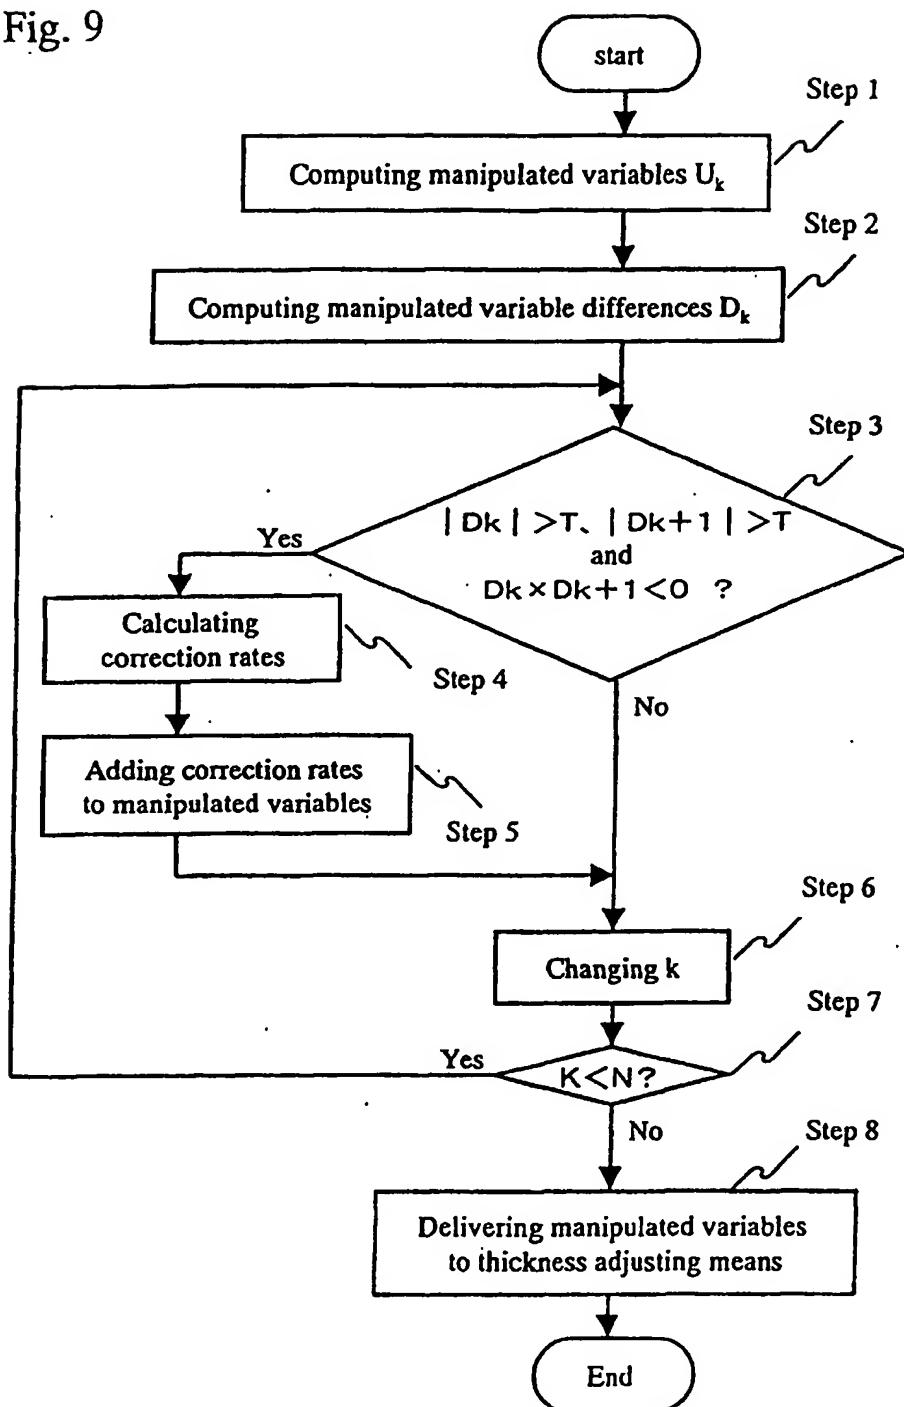 Fig. 9
start
Step 1
Computing manipulated variables Uk
Step 2
Computing manipulated variable differences Dk
Step 3
|Dk|>T、|Dk+1|>T
and
Dk×Dk+1<0 ?
Yes
Calculating
correction rates
Step 4
No
Adding correction rates
to manipulated variables
Step 5
Step 6
Changing k
Step 7
Yes
K<N?
No
Step 8
Delivering manipulated variables
to thickness adjusting means
End